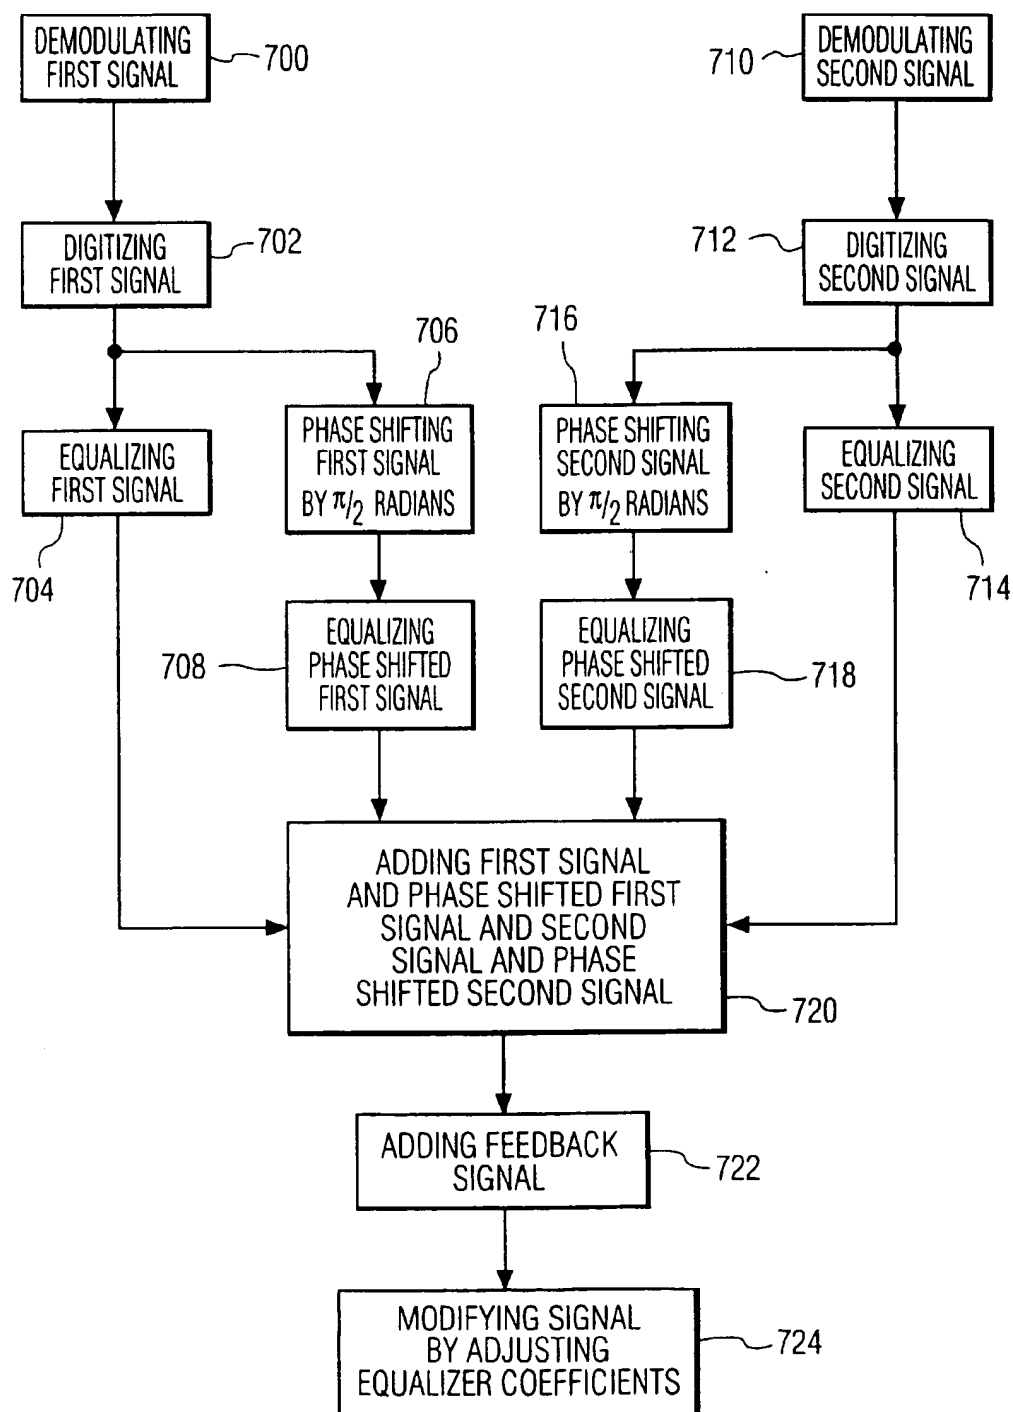 DEMODULATING
FIRST SIGNAL
700
710
DEMODULATING
SECOND SIGNAL
DIGITIZING
FIRST SIGNAL
702
712
DIGITIZING
SECOND SIGNAL
706
716
EQUALIZING
FIRST SIGNAL
704
PHASE SHIFTING
FIRST SIGNAL
BY π/2 RADIANS
PHASE SHIFTING
SECOND SIGNAL
BY π/2 RADIANS
EQUALIZING
SECOND SIGNAL
714
708
EQUALIZING
PHASE SHIFTED
FIRST SIGNAL
EQUALIZING
PHASE SHIFTED
SECOND SIGNAL
718
ADDING FIRST SIGNAL
AND PHASE SHIFTED FIRST
SIGNAL AND SECOND
SIGNAL AND PHASE
SHIFTED SECOND SIGNAL
720
ADDING FEEDBACK
SIGNAL
722
MODIFYING SIGNAL
BY ADJUSTING
EQUALIZER COEFFICIENTS
724